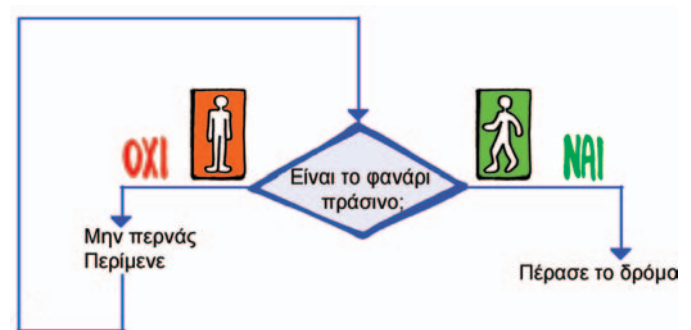 ΟΧΙ
ΝΑΙ
Είναι το φανάρι
πράσινο;
Μην περνάς
Περίμενε
Πέρασε το δρόμο